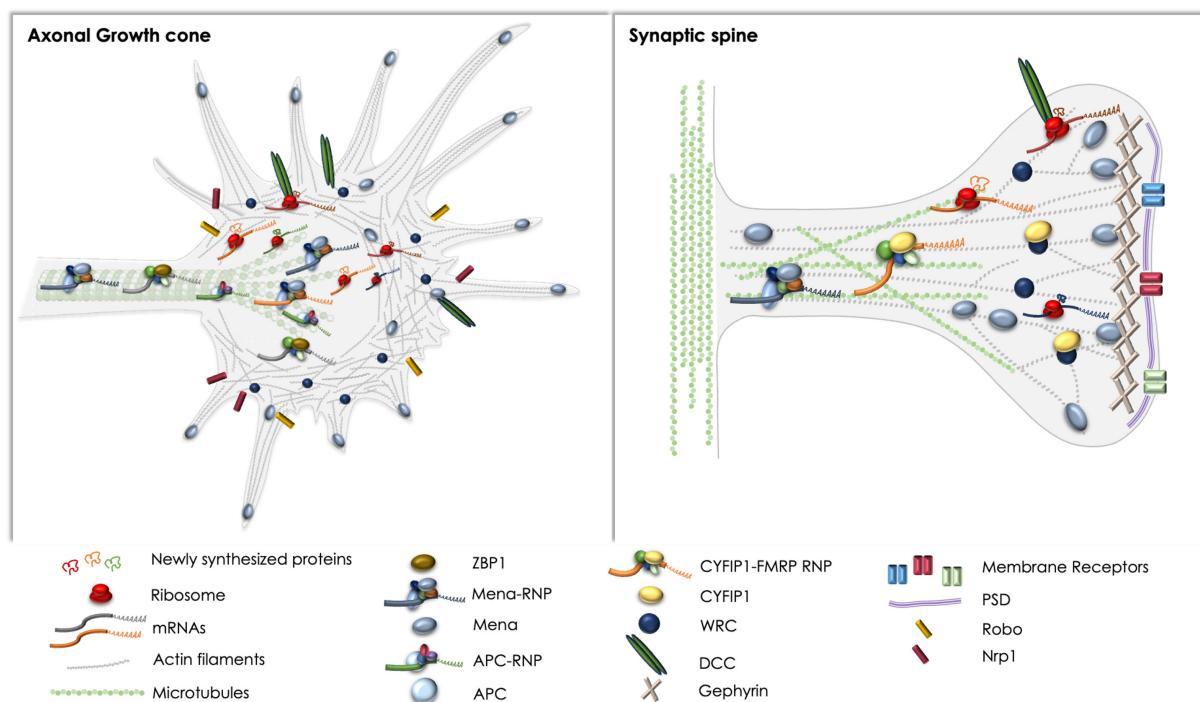 Axonal Growth cone
Synaptic spine
Newly synthesized proteins
Ribosome
mRNAs
Actin filaments
Microtubules
ZBP1
Mena-RNP
Mena
APC-RNP
APC
CYFIP1-FMRP RNP
CYFIP1
WRC
DCC
Gephyrin
Membrane Receptors
PSD
Robo
Nrp1